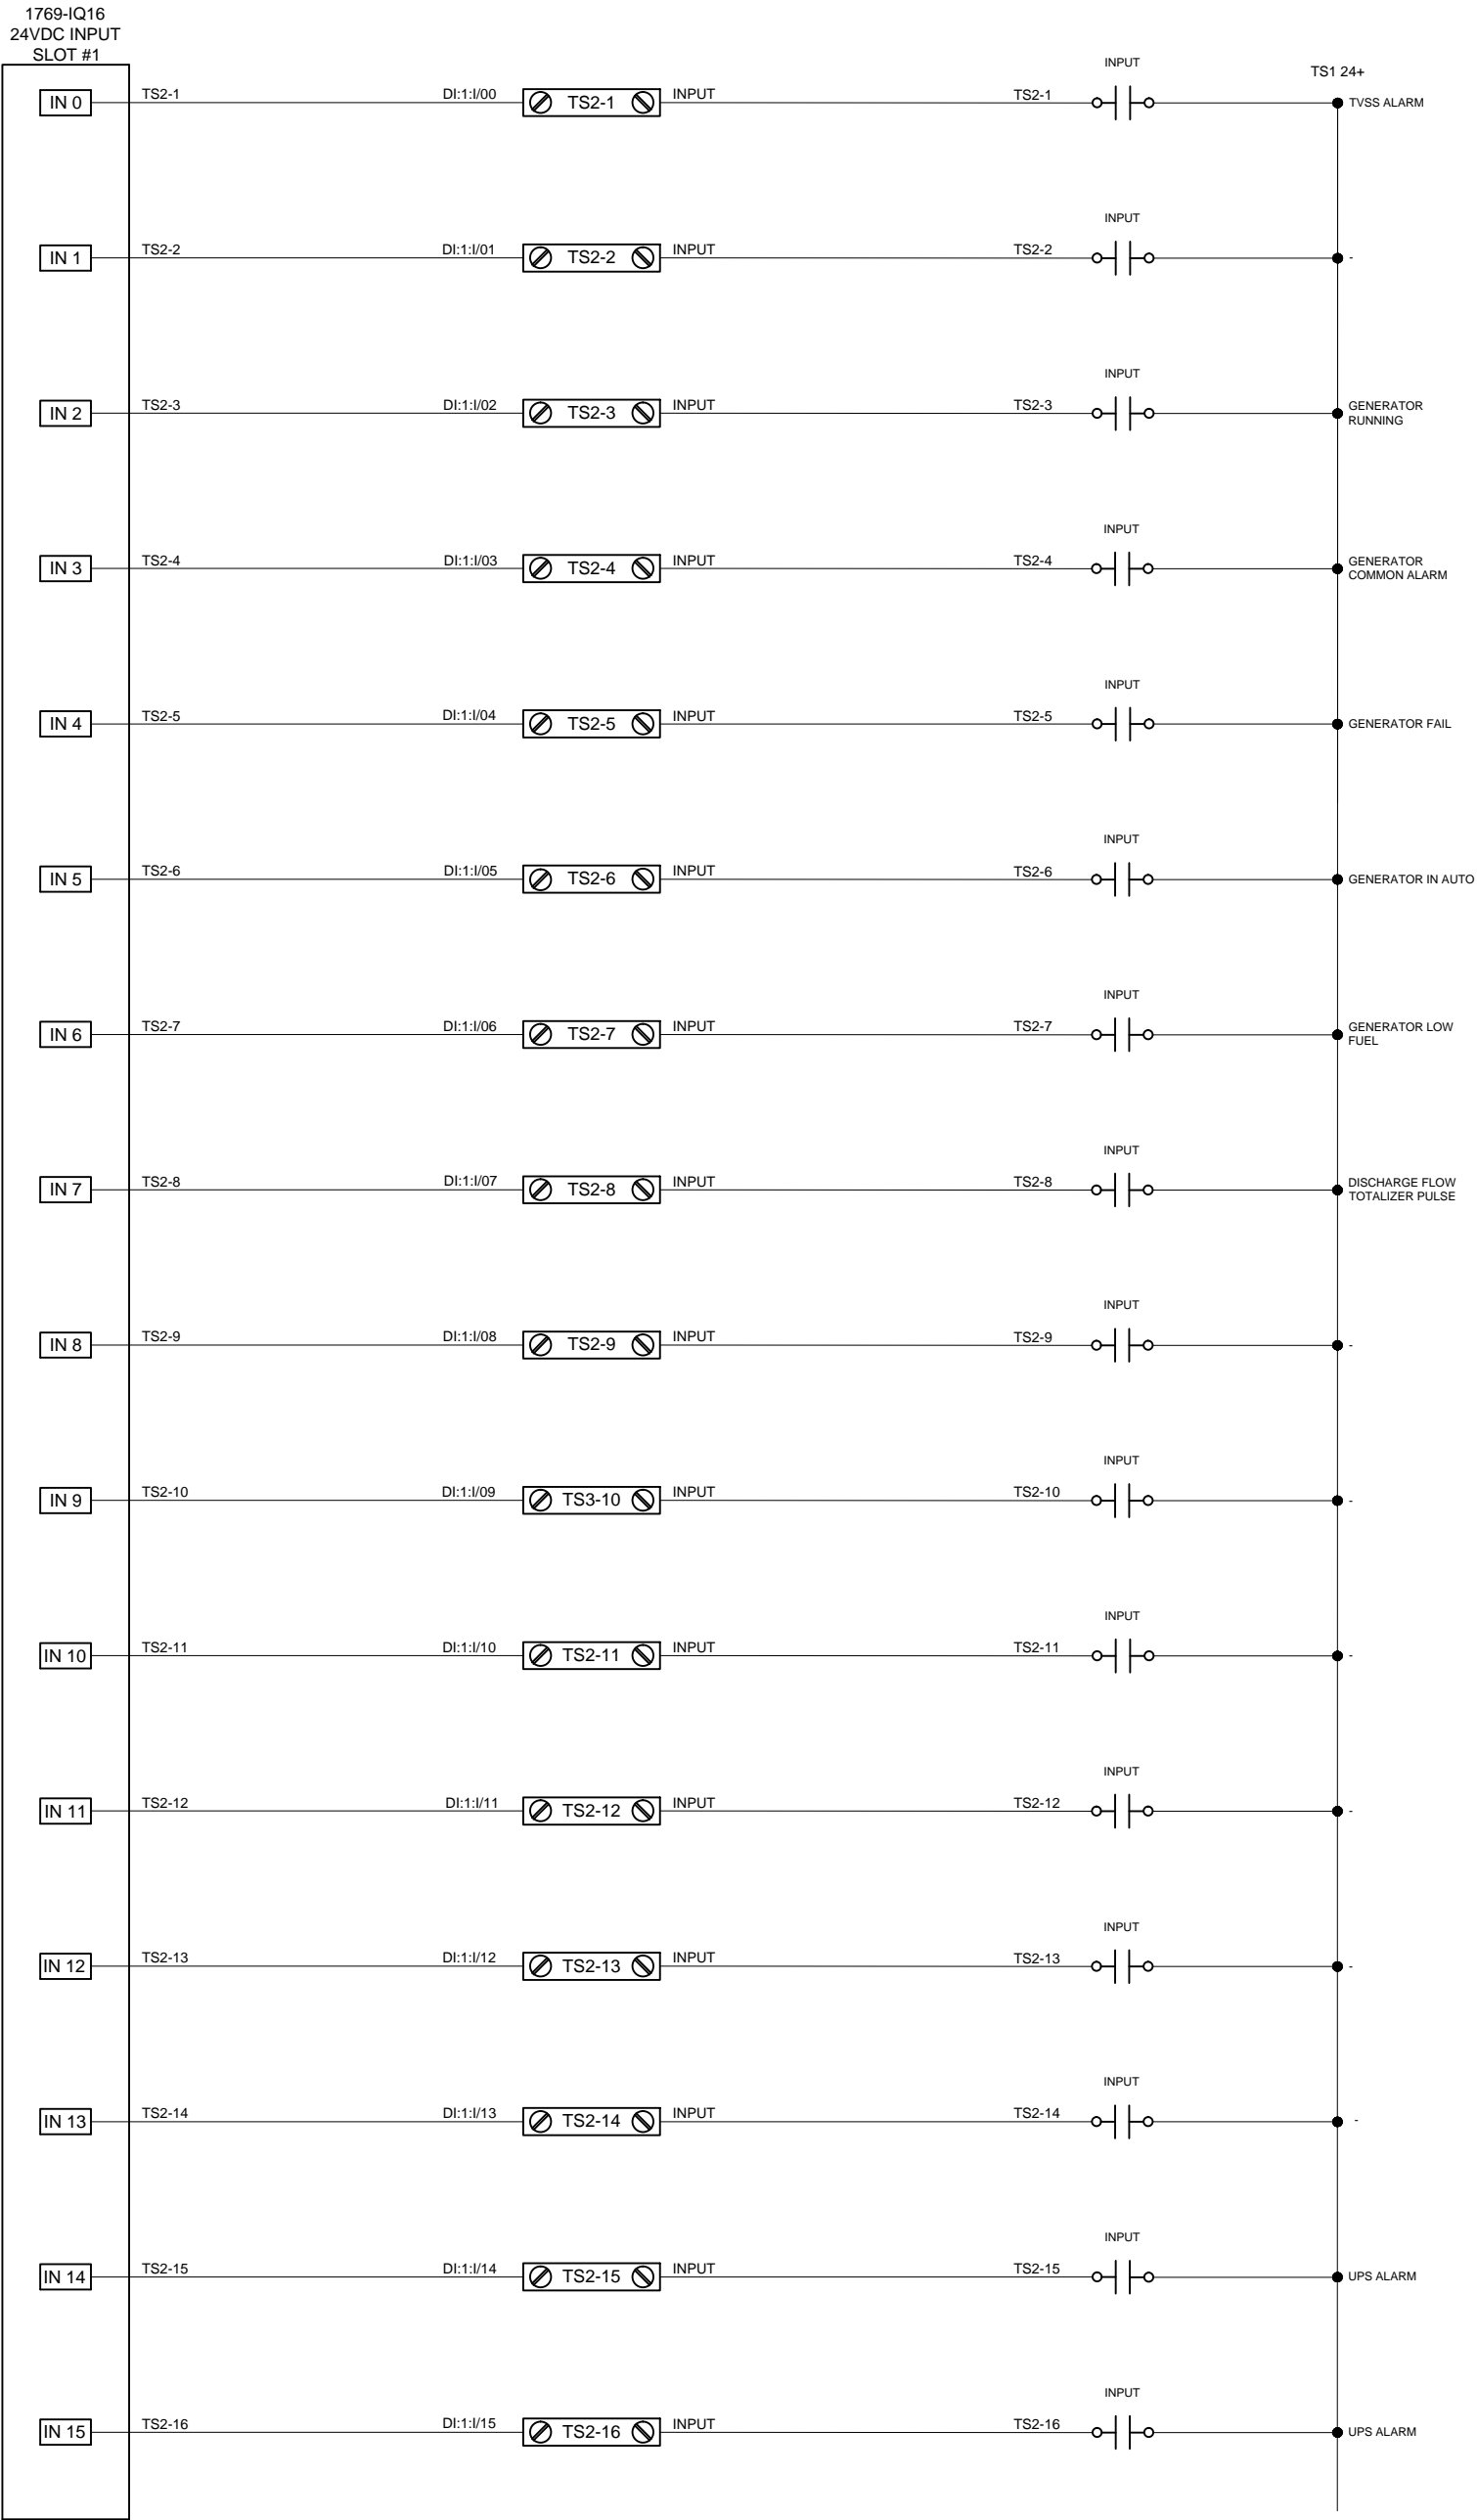 1769-IQ16
24VDC INPUT
SLOT #1
INPUT
TS1 24+
IN 0 TS2-1 DI:1:I/00 TS2-1 INPUT TS2-1 TVSS ALARM
INPUT
IN 1 TS2-2 DI:1:I/01 TS2-2 INPUT TS2-2 -
INPUT
IN 2 TS2-3 DI:1:I/02 TS2-3 INPUT TS2-3 GENERATOR
RUNNING
INPUT
IN 3 TS2-4 DI:1:I/03 TS2-4 INPUT TS2-4 GENERATOR
COMMON ALARM
INPUT
IN 4 TS2-5 DI:1:I/04 TS2-5 INPUT TS2-5 GENERATOR FAIL
INPUT
IN 5 TS2-6 DI:1:I/05 TS2-6 INPUT TS2-6 GENERATOR IN AUTO
INPUT
IN 6 TS2-7 DI:1:I/06 TS2-7 INPUT TS2-7 GENERATOR LOW
FUEL
INPUT
IN 7 TS2-8 DI:1:I/07 TS2-8 INPUT TS2-8 DISCHARGE FLOW
TOTALIZER PULSE
INPUT
IN 8 TS2-9 DI:1:I/08 TS2-9 INPUT TS2-9 -
INPUT
IN 9 TS2-10 DI:1:I/09 TS3-10 INPUT TS2-10 -
INPUT
IN 10 TS2-11 DI:1:I/10 TS2-11 INPUT TS2-11 -
INPUT
IN 11 TS2-12 DI:1:I/11 TS2-12 INPUT TS2-12 -
INPUT
IN 12 TS2-13 DI:1:I/12 TS2-13 INPUT TS2-13 -
INPUT
IN 13 TS2-14 DI:1:I/13 TS2-14 INPUT TS2-14 -
INPUT
IN 14 TS2-15 DI:1:I/14 TS2-15 INPUT TS2-15 UPS ALARM
INPUT
IN 15 TS2-16 DI:1:I/15 TS2-16 INPUT TS2-16 UPS ALARM